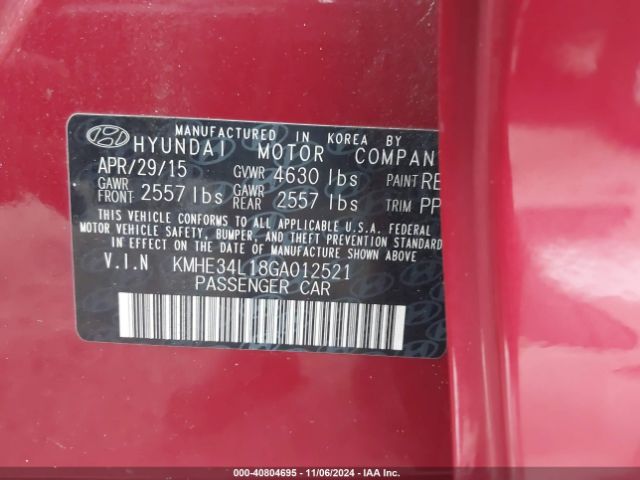 MANUFACTURED IN KOREA BY
HYUNDAI MOTOR COMPAN
APR/29/15 GVWR 4630 lbs PAINT RE
GAWR FRONT 2557 lbs GAWR REAR 2557 lbs TRIM PP
THIS VEHICLE CONFORMS TO ALL APPLICABLE U.S.A. FEDERAL
MOTOR VEHICLE SAFETY, BUMPER, AND THEFT PREVENTION STANDARD
IN EFFECT ON THE DATE OF MANUFACTURE SHOWN ABOVE
V.I.N KMHE34L18GA012521
PASSENGER CAR
000-40804695 - 11/06/2024 - IAA Inc.